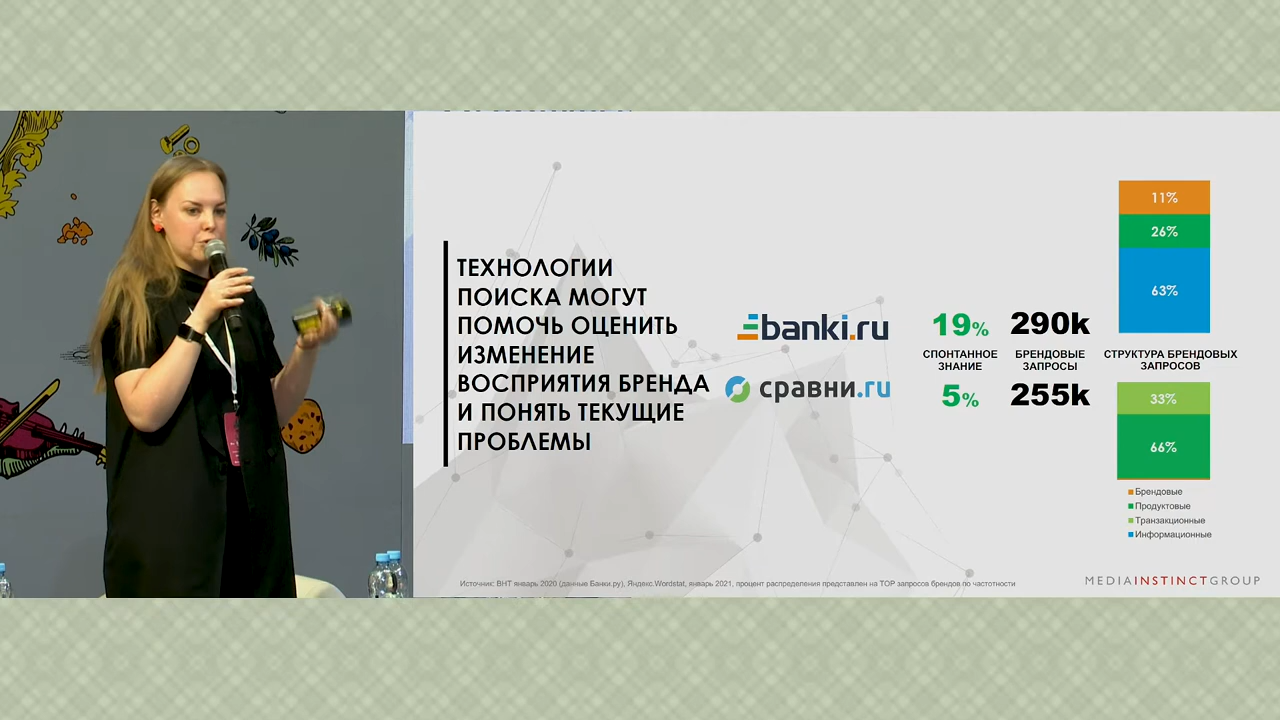 ТЕХНОЛОГИИ
ПОИСКА МОГУТ
ПОМОЧЬ ОЦЕНИТЬ
ИЗМЕНЕНИЕ
ВОСПРИЯТИЯ БРЕНДА
И ПОНЯТЬ ТЕКУЩИЕ
ПРОБЛЕМЫ
banki.ru
19%
290k
СПОНТАННОЕ
ЗНАНИЕ
БРЕНДОВЫЕ
ЗАПРОСЫ
СТРУКТУРА БРЕНДОВЫХ
ЗАПРОСОВ
сравни.ru
5%
255k
11%
26%
63%
33%
66%
Брендовые
Продуктовые
Транзакционные
Информационные
Источник: ВНТ январь 2020 (данные Банки.ру), Яндекс.Wordstat, январь 2021, процент распределения представлен на TOP запросов брендов по частотности
MEDIAINSTINCTGROUP